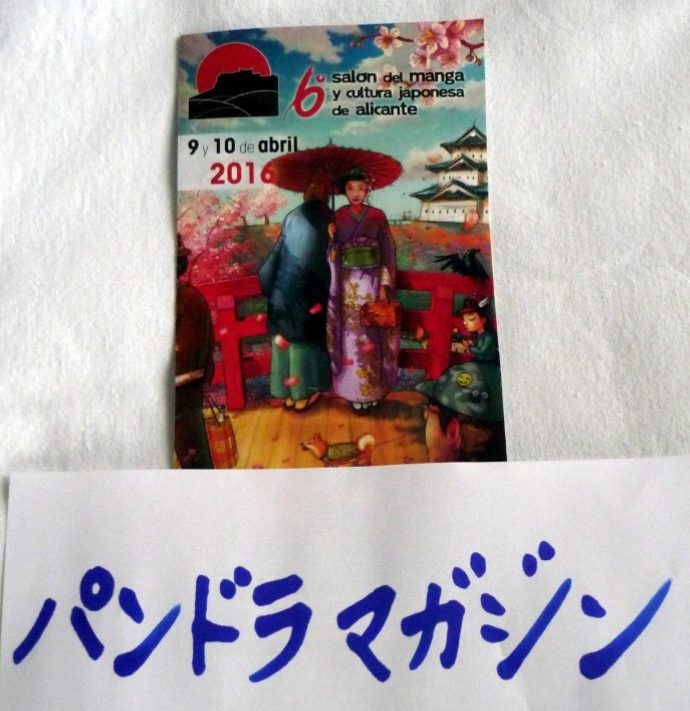 6º salón del manga
y cultura japonesa
de alicante
9 y 10 de abril
2016
パンドラ マガジン